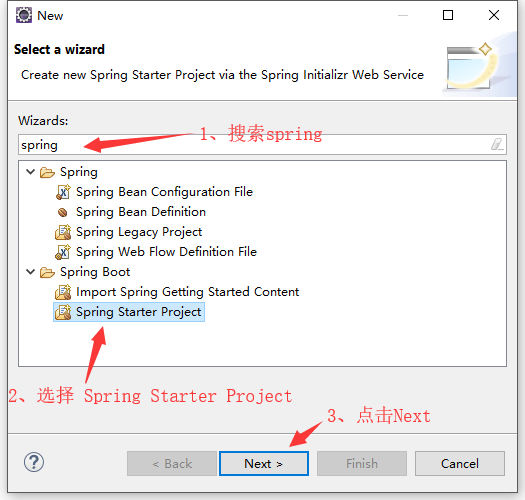 New
Select a wizard
Create new Spring Starter Project via the Spring Initializr Web Service
Wizards:
1、搜索spring
spring
Spring
Spring Bean Configuration File
Spring Bean Definition
Spring Legacy Project
Spring Web Flow Definition File
Spring Boot
Import Spring Getting Started Content
Spring Starter Project
2、选择 Spring Starter Project
3、点击Next
?
< Back
Next >
Finish
Cancel